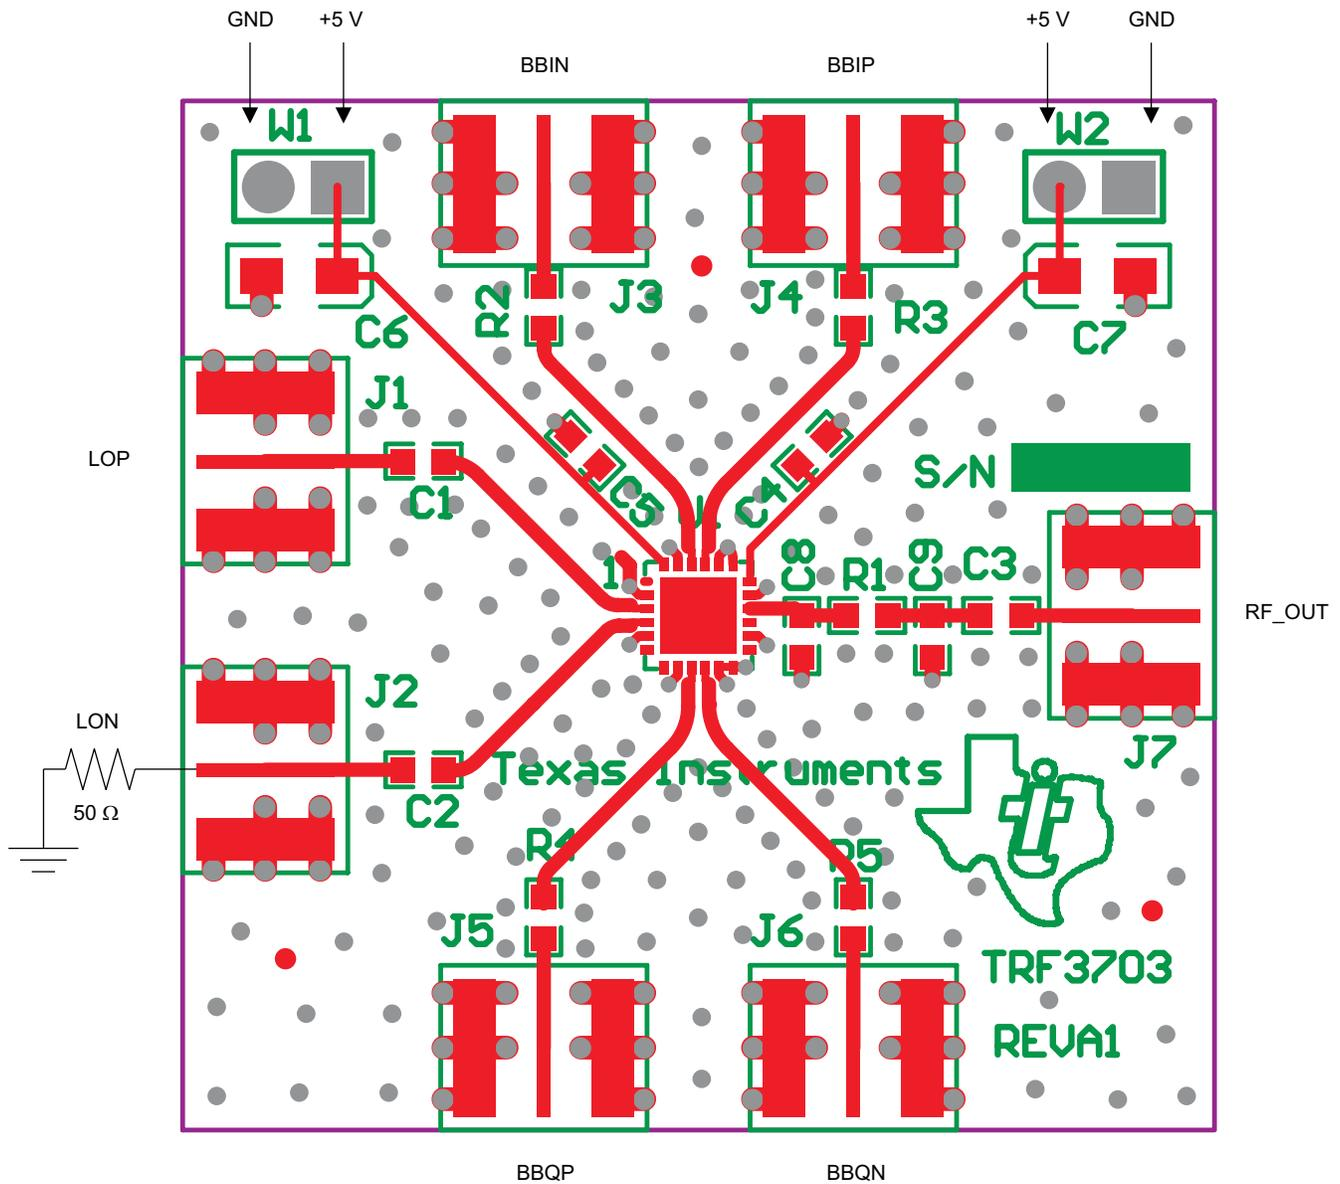 GND
+5 V
+5 V
GND
BBIN
BBIP
W1
W2
R2
J3
J4
R3
C6
C7
J1
LOP
S/N
C1
C5
U1
C4
C8
C9
1
R1
C3
RF_OUT
J2
LON
J7
Texas Instruments
50 Ω
C2
R4
R5
J5
J6
TRF3703
REVA1
BBQP
BBQN